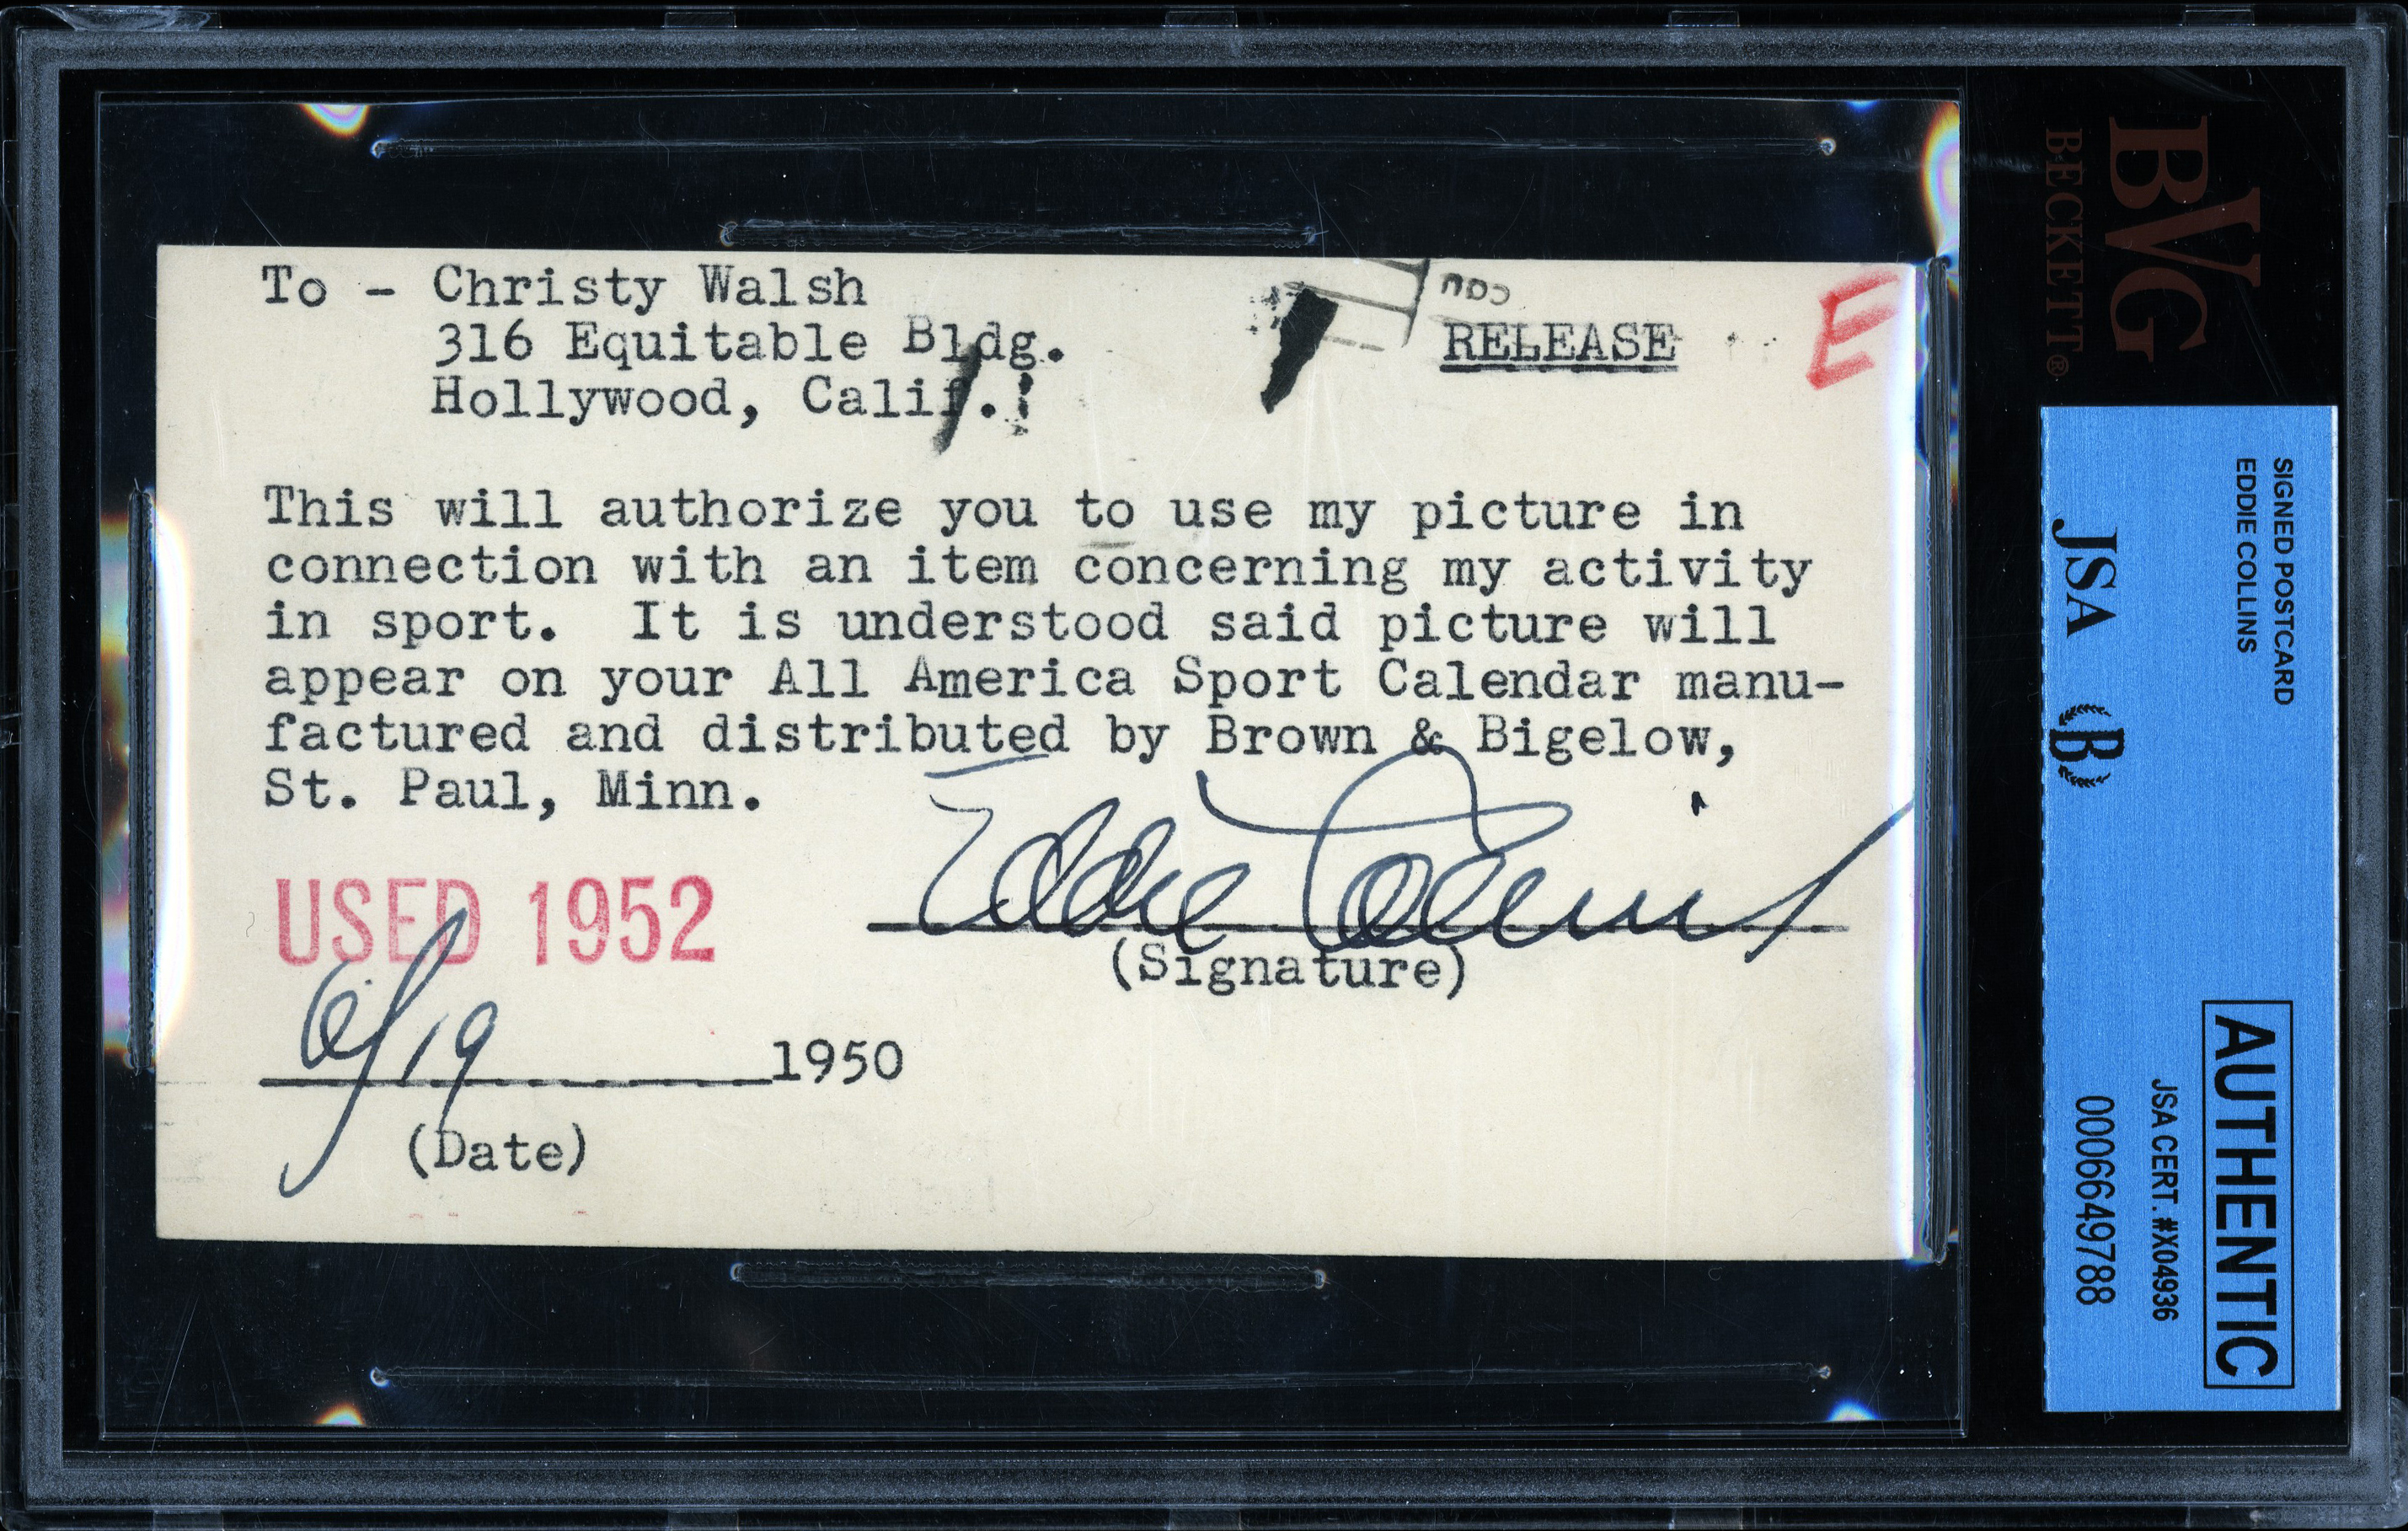 To - Christy Walsh
316 Equitable Bldg.
Hollywood, Calif.
RELEASE
E
This will authorize you to use my picture in
connection with an item concerning my activity
in sport. It is understood said picture will
appear on your All America Sport Calendar manu-
factured and distributed by Brown & Bigelow,
St. Paul, Minn.
Eddie Collins
(Signature)
USED 1952
6/19 1950
(Date)
BVG
BECKETT®
SIGNED POSTCARD
EDDIE COLLINS
JSA B
AUTHENTIC
JSA CERT. #X04936
0006649788